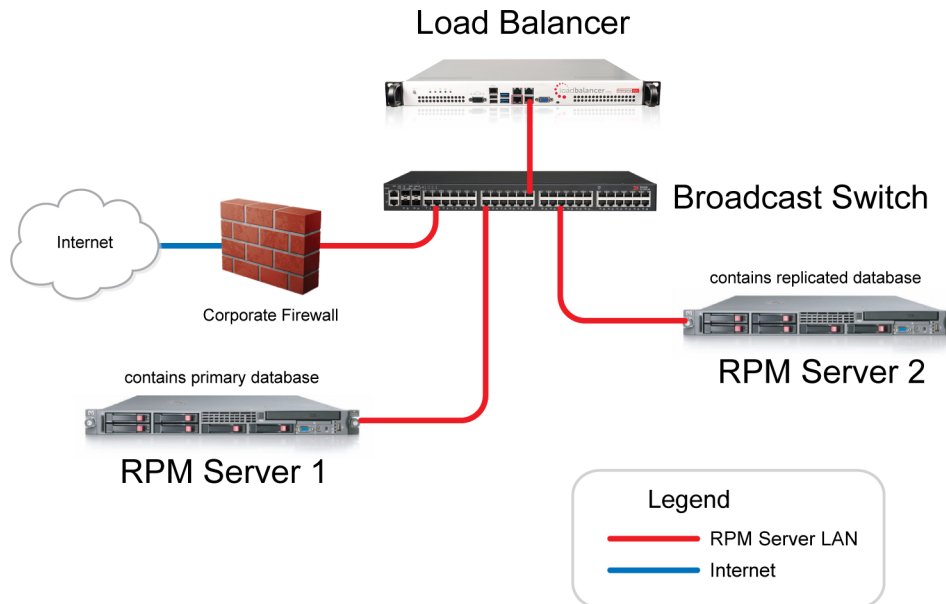 Load Balancer
loadbalancer
Broadcast Switch
Internet
Corporate Firewall
contains replicated database
RPM Server 2
contains primary database
RPM Server 1
Legend
RPM Server LAN
Internet